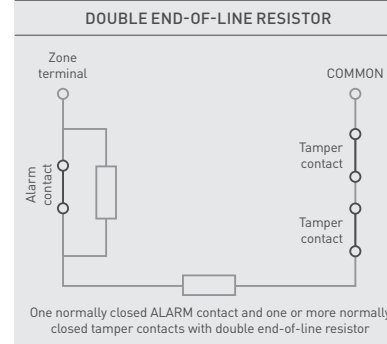 DOUBLE END-OF-LINE RESISTOR
Zone
terminal
COMMON
Alarm
contact
Tamper
contact
Tamper
contact
One normally closed ALARM contact and one or more normally
closed tamper contacts with double end-of-line resistor